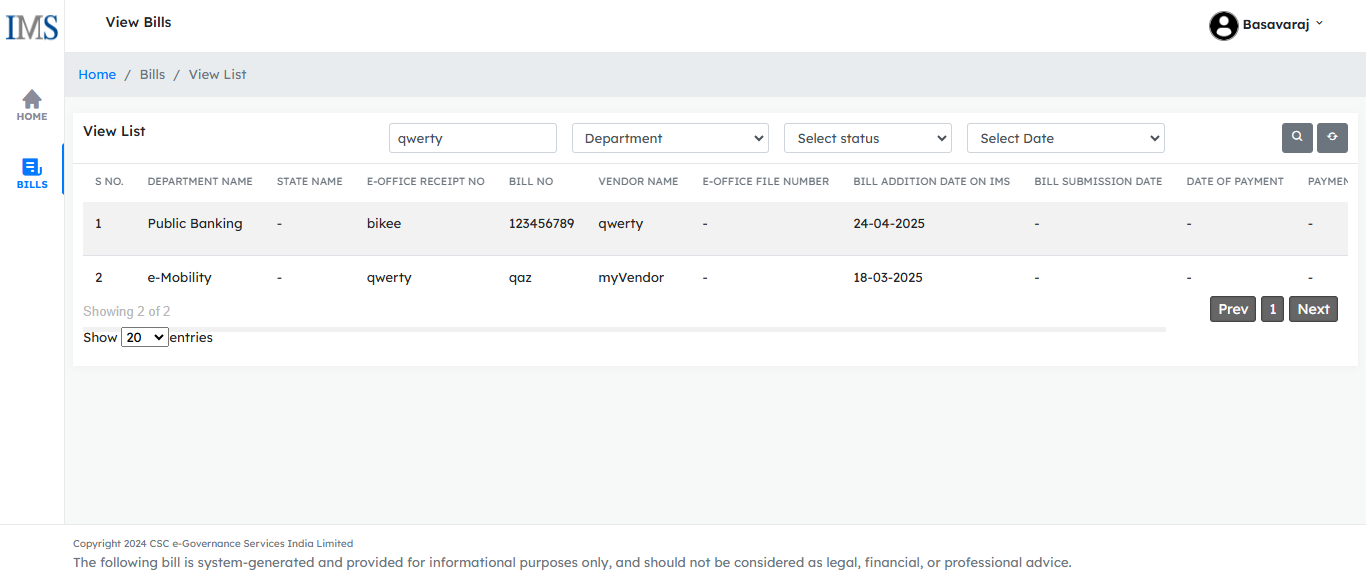 IMS
View Bills
Basavaraj
Home / Bills / View List
HOME
BILLS
View List
qwerty Department Select status Select Date
S NO. DEPARTMENT NAME STATE NAME E-OFFICE RECEIPT NO BILL NO VENDOR NAME E-OFFICE FILE NUMBER BILL ADDITION DATE ON IMS BILL SUBMISSION DATE DATE OF PAYMENT PAYMEN
1 Public Banking - bikee 123456789 qwerty - 24-04-2025 - - -
2 e-Mobility - qwerty qaz myVendor - 18-03-2025 - - -
Showing 2 of 2
Prev 1 Next
Show 20 entries
Copyright 2024 CSC e-Governance Services India Limited
The following bill is system-generated and provided for informational purposes only, and should not be considered as legal, financial, or professional advice.